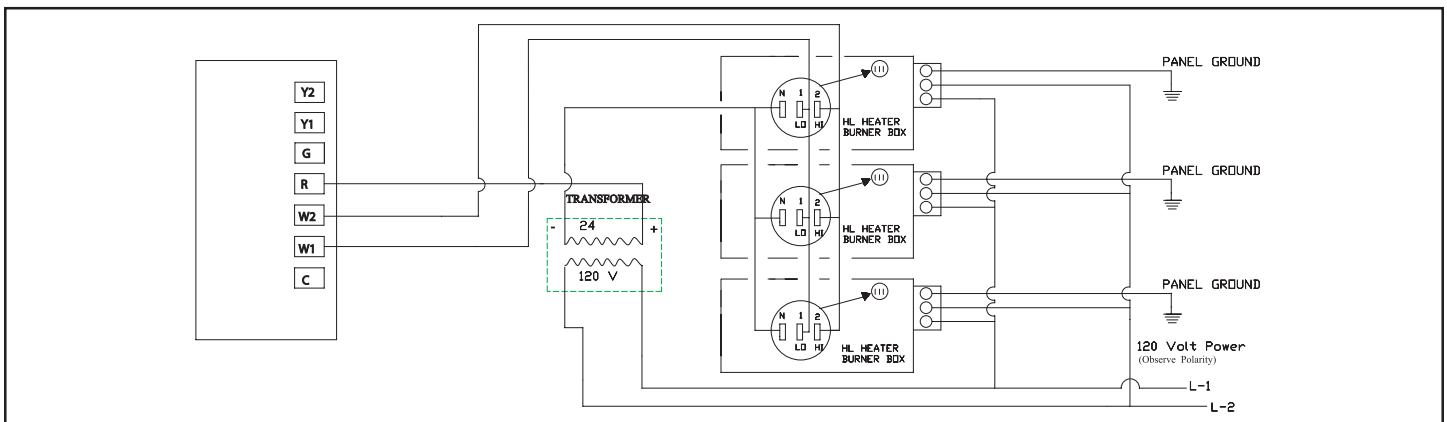 Y2
Y1
G
R
W2
W1
C
TRANSFORMER
- 24 +
120 V
N 1 2
LO HI
HL HEATER
BURNER BOX
PANEL GROUND
N 1 2
LO HI
HL HEATER
BURNER BOX
PANEL GROUND
N 1 2
LO HI
HL HEATER
BURNER BOX
PANEL GROUND
120 Volt Power
(Observe Polarity)
L-1
L-2